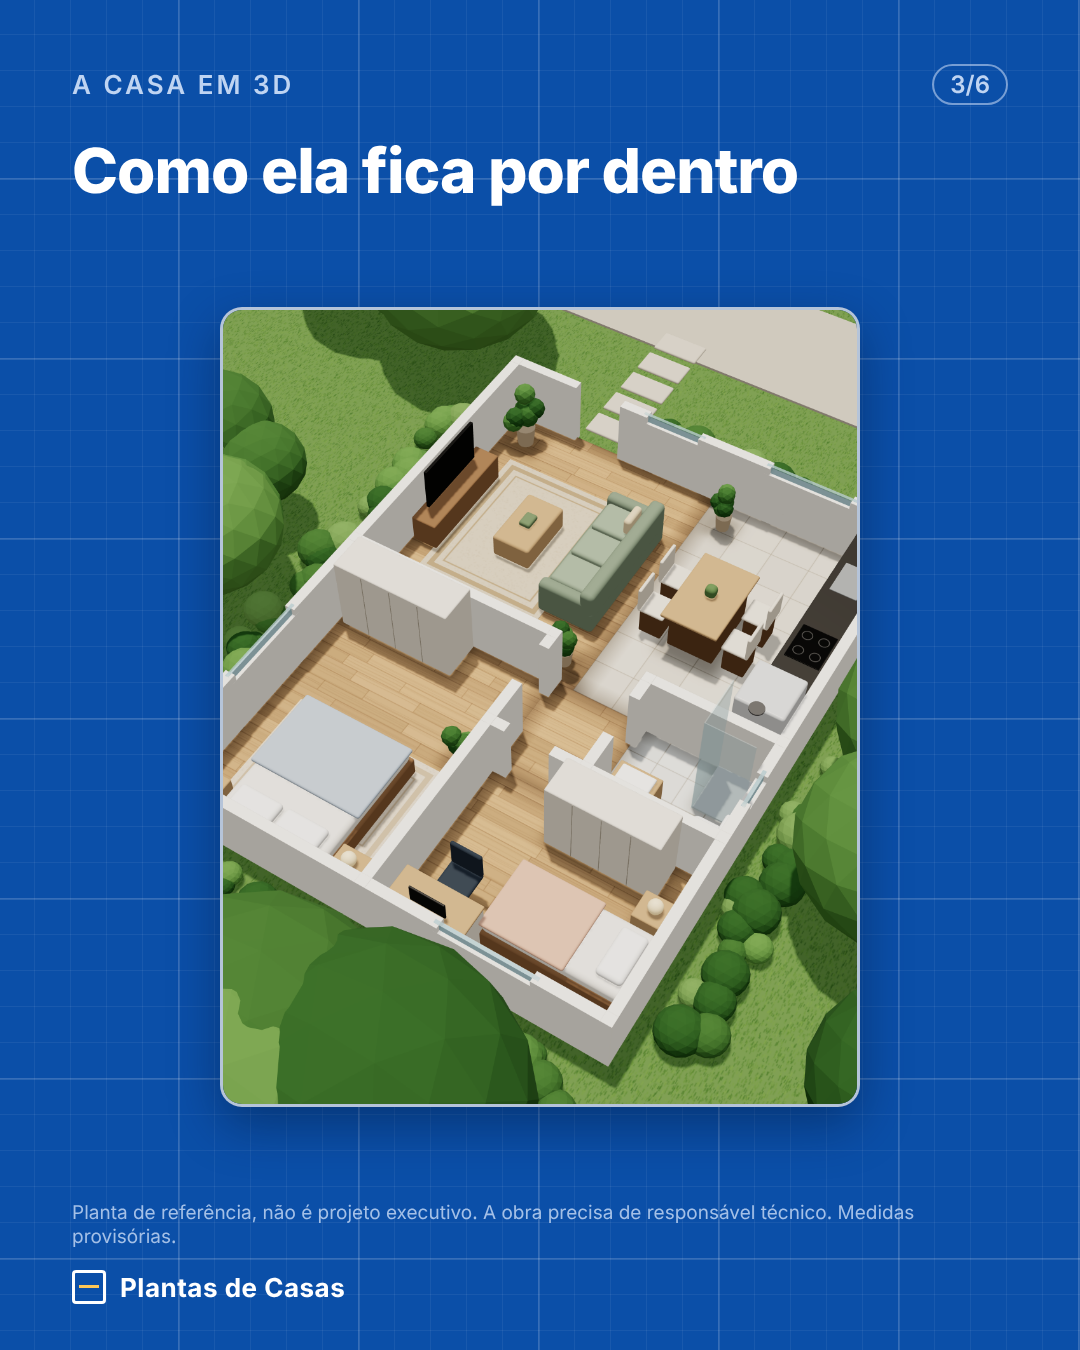 A CASA EM 3D
3/6
Como ela fica por dentro
Planta de referência, não é projeto executivo. A obra precisa de responsável técnico. Medidas
provisórias.
Plantas de Casas